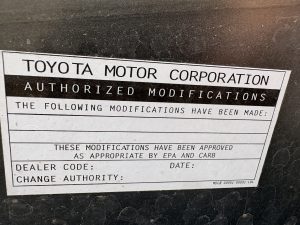 TOYOTA MOTOR CORPORATION
AUTHORIZED MODIFICATIONS
THE FOLLOWING MODIFICATIONS HAVE BEEN MADE:
THESE MODIFICATIONS HAVE BEEN APPROVED
AS APPROPRIATE BY EPA AND CARB
DEALER CODE: DATE:
CHANGE AUTHORITY: